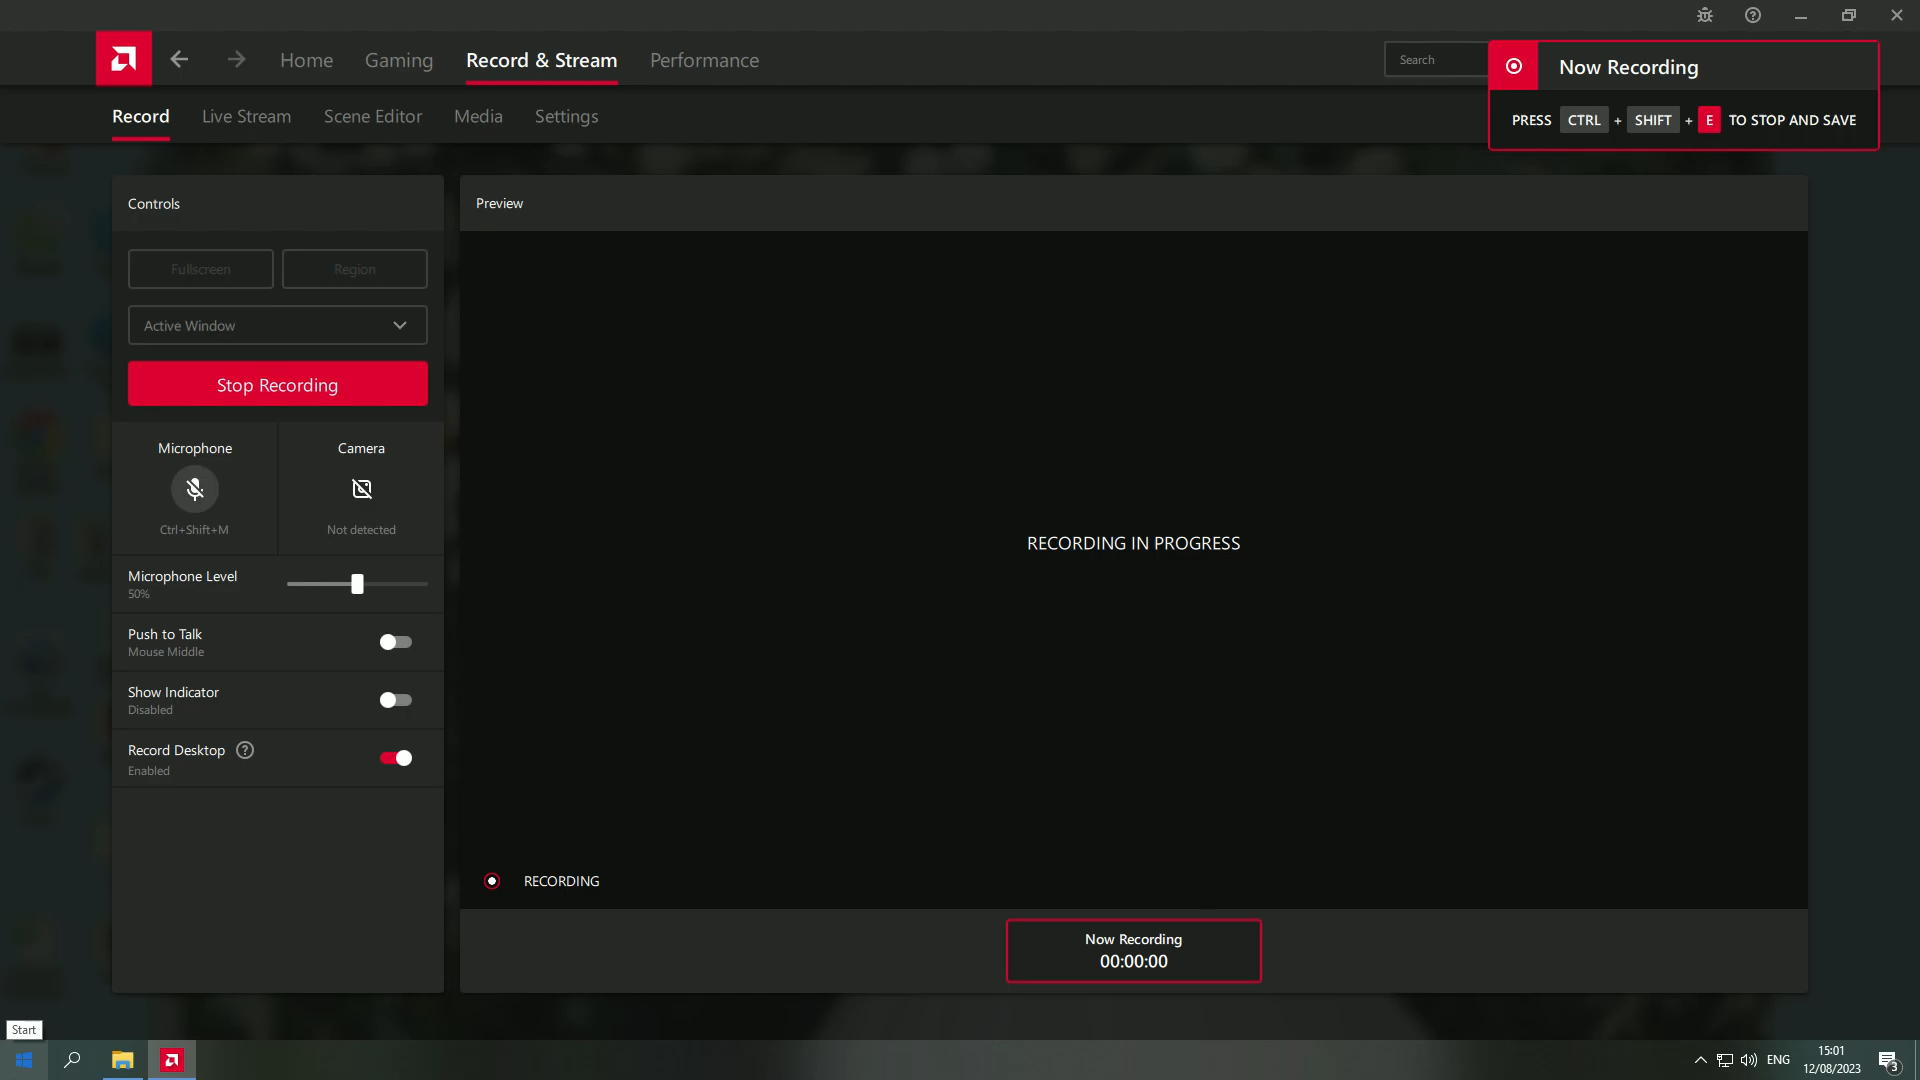 Home Gaming Record & Stream Performance
Search
Now Recording
PRESS CTRL + SHIFT + E TO STOP AND SAVE
Record Live Stream Scene Editor Media Settings
Controls
Fullscreen Region
Active Window
Stop Recording
Microphone Camera
Ctrl+Shift+M Not detected
Microphone Level
50%
Push to Talk
Mouse Middle
Show Indicator
Disabled
Record Desktop
Enabled
Preview
RECORDING IN PROGRESS
RECORDING
Now Recording
00:00:00
Start
ENG
15:01
12/08/2023
3